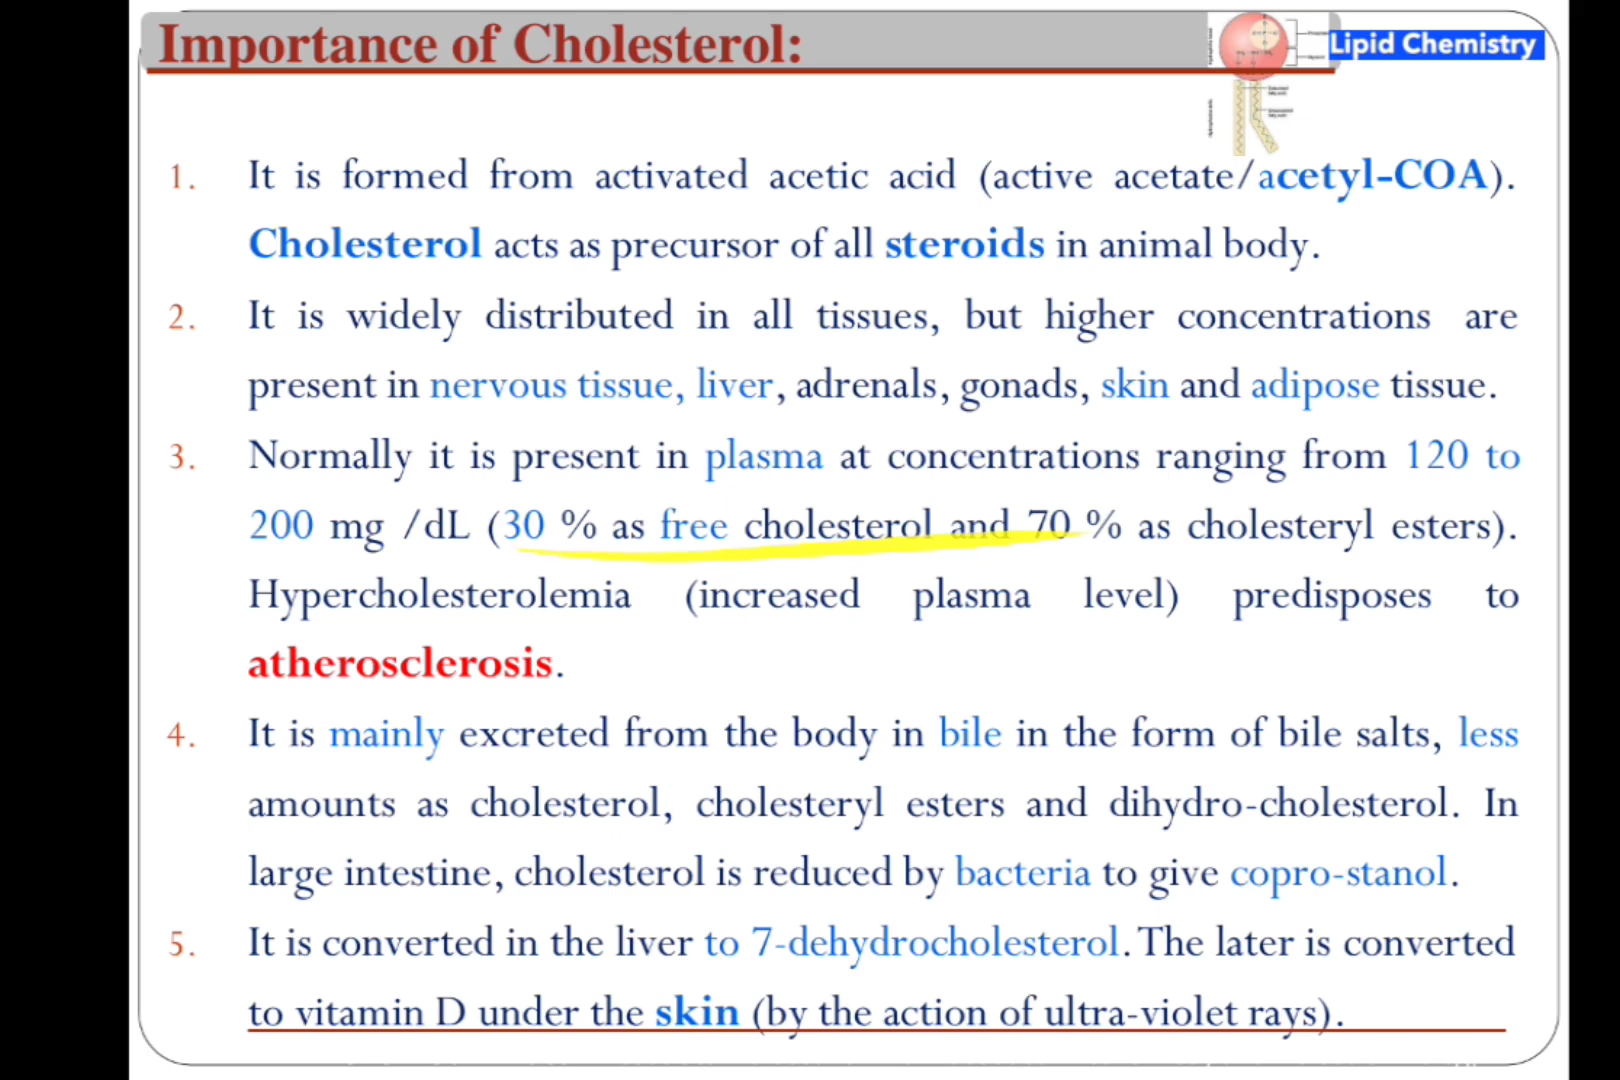 Importance of Cholesterol:
Lipid Chemistry
1. It is formed from activated acetic acid (active acetate/acetyl-COA).
Cholesterol acts as precursor of all steroids in animal body.
2. It is widely distributed in all tissues, but higher concentrations are
present in nervous tissue, liver, adrenals, gonads, skin and adipose tissue.
3. Normally it is present in plasma at concentrations ranging from 120 to
200 mg /dL (30 % as free cholesterol and 70 % as cholesteryl esters).
Hypercholesterolemia (increased plasma level) predisposes to
atherosclerosis.
4. It is mainly excreted from the body in bile in the form of bile salts, less
amounts as cholesterol, cholesteryl esters and dihydro-cholesterol. In
large intestine, cholesterol is reduced by bacteria to give copro-stanol.
5. It is converted in the liver to 7-dehydrocholesterol. The later is converted
to vitamin D under the skin (by the action of ultra-violet rays).